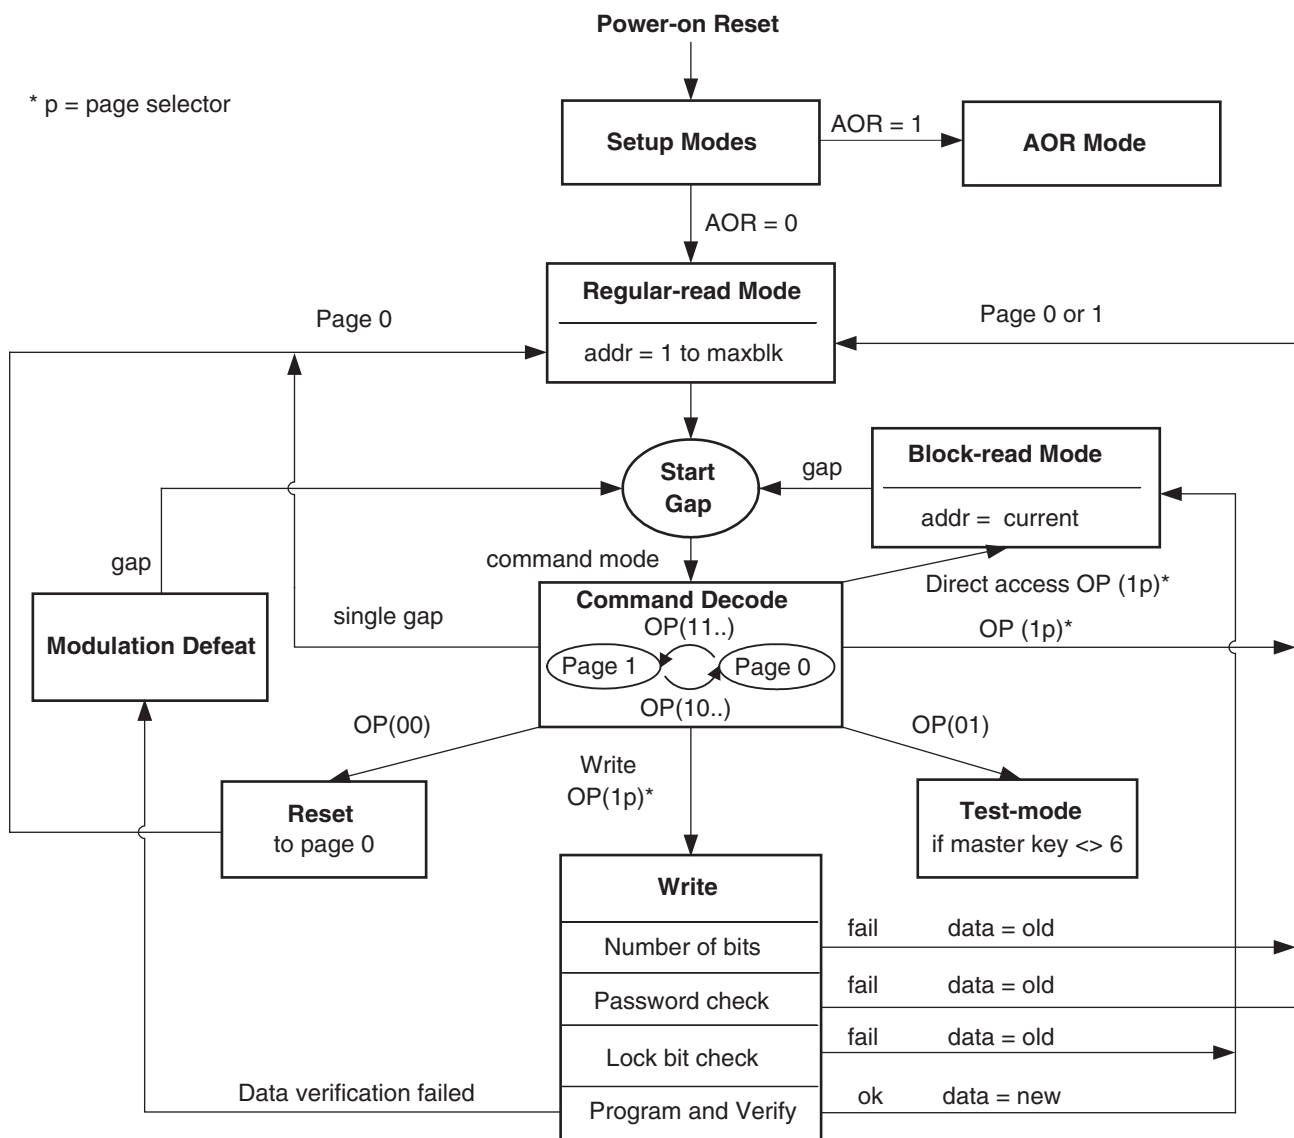 Power-on Reset
* p = page selector
Setup Modes
AOR = 1
AOR Mode
AOR = 0
Regular-read Mode
addr = 1 to maxblk
Page 0
Page 0 or 1
Start
Gap
gap
Block-read Mode
addr = current
command mode
gap
Direct access OP (1p)*
Command Decode
OP(11..)
Page 1
Page 0
OP(10..)
single gap
OP (1p)*
Modulation Defeat
OP(00)
OP(01)
Write
OP(1p)*
Reset
to page 0
Test-mode
if master key <> 6
Write
Number of bits
fail data = old
Password check
fail data = old
Lock bit check
fail data = old
Program and Verify
ok data = new
Data verification failed